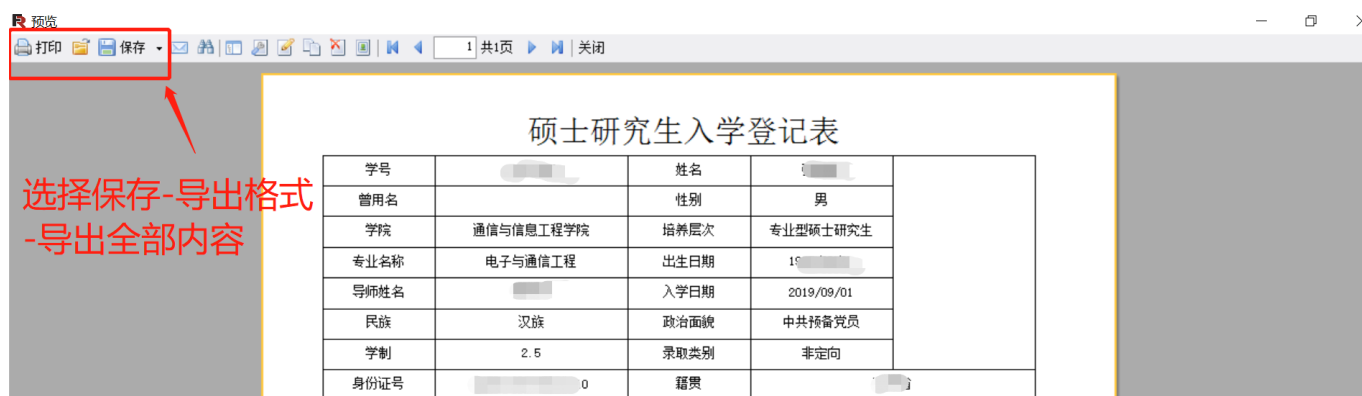 预览
打印 保存 1 共1页 关闭
硕士研究生入学登记表
选择保存-导出格式
-导出全部内容
学号 姓名
曾用名 性别 男
学院 通信与信息工程学院 培养层次 专业型硕士研究生
专业名称 电子与通信工程 出生日期 19
导师姓名 入学日期 2019/09/01
民族 汉族 政治面貌 中共预备党员
学制 2.5 录取类别 非定向
身份证号 0 籍贯